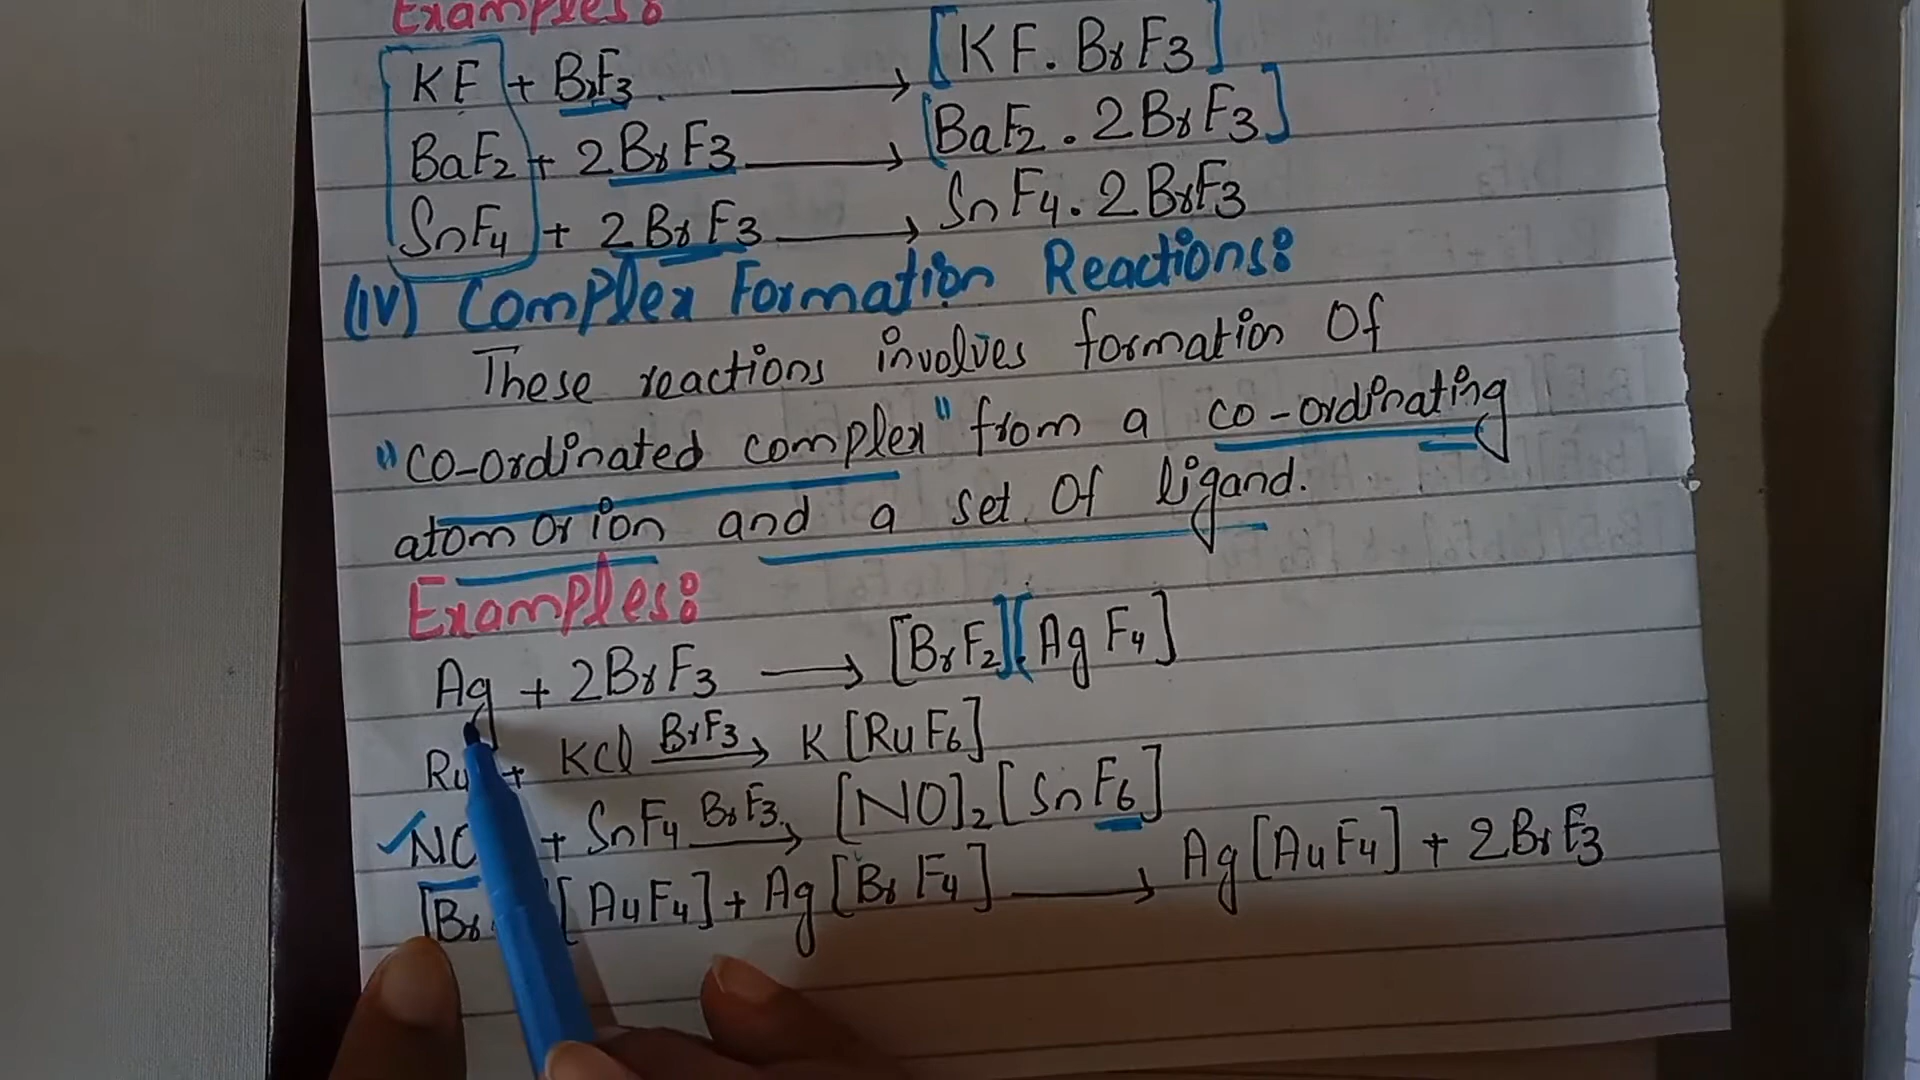 Examples:
KF + BrF3 → [KF. BrF3]
BaF2 + 2BrF3 → [BaF2 . 2BrF3]
SnF4 + 2BrF3 → SnF4. 2BrF3
(IV) Complex Formation Reactions:
These reactions involves formation Of
"co-ordinated complex" from a co-ordinating
atom or ion and a set Of ligand.
Examples:
Ag + 2BrF3 → [BrF2][AgF4]
Ru + KCl BrF3→ K [RuF6]
+ SnF4 BrF3→ [NO]2 [SnF6]
[AuF4] + Ag [BrF4] → Ag [AuF4] + 2BrF3